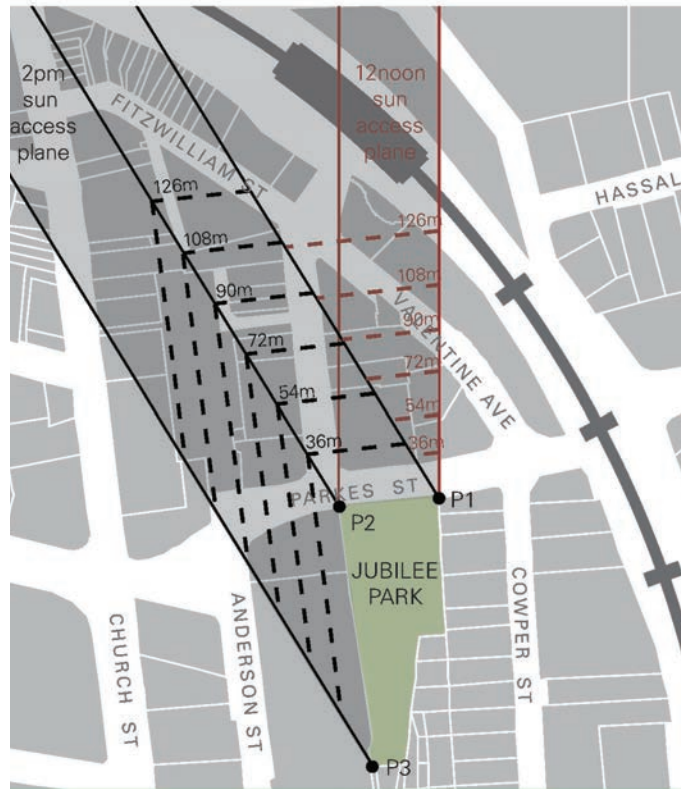 2pm
sun
access
plane
12noon
sun
access
plane
FITZWILLIAM ST
HASSAL
126m
108m
90m
72m
54m
36m
126m
108m
90m
72m
54m
36m
VALENTINE AVE
PARKES ST
P1
P2
JUBILEE
PARK
CHURCH ST
ANDERSON ST
COWPER ST
P3